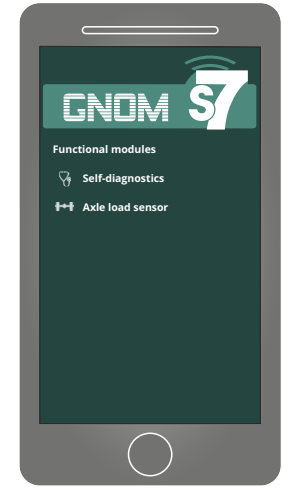 GNOM S7
Functional modules
Self-diagnostics
Axle load sensor